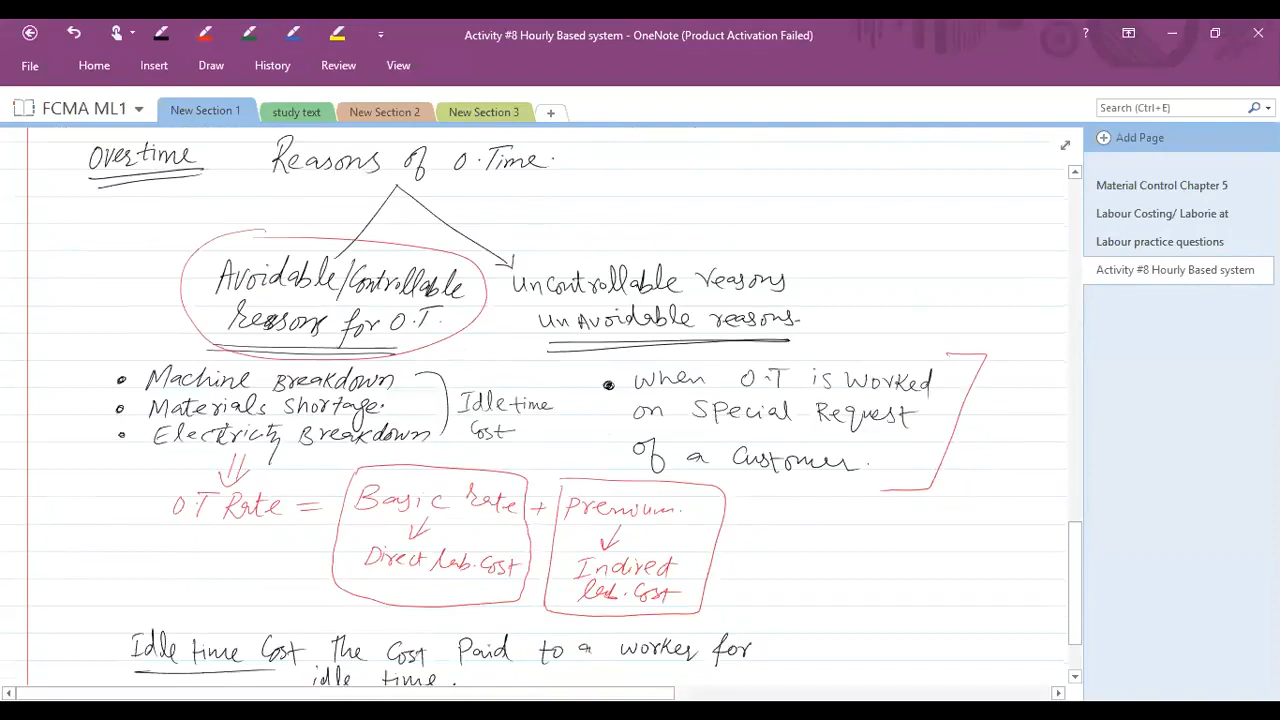 Activity #8 Hourly Based system - OneNote (Product Activation Failed)
File Home Insert Draw History Review View
FCMA ML1 New Section 1 study text New Section 2 New Section 3
Search (Ctrl+E)
Add Page
Material Control Chapter 5
Labour Costing/ Laborie at
Labour practice questions
Activity #8 Hourly Based system
Overtime Reasons of O.Time.
Avoidable/Controllable
Reasons for O.T.
Uncontrollable reasons
UnAvoidable reasons-
• Machine Breakdown
• Materials Shortage.
• Electricity Breakdown
Idle time
Cost
• When O.T is Worked
on Special Request
of a Customer.
OT Rate = Basic rate + Premium.
Direct lab. Cost
Indirect
lab. Cost
Idle time Cost The Cost Paid to a worker for
idle time.